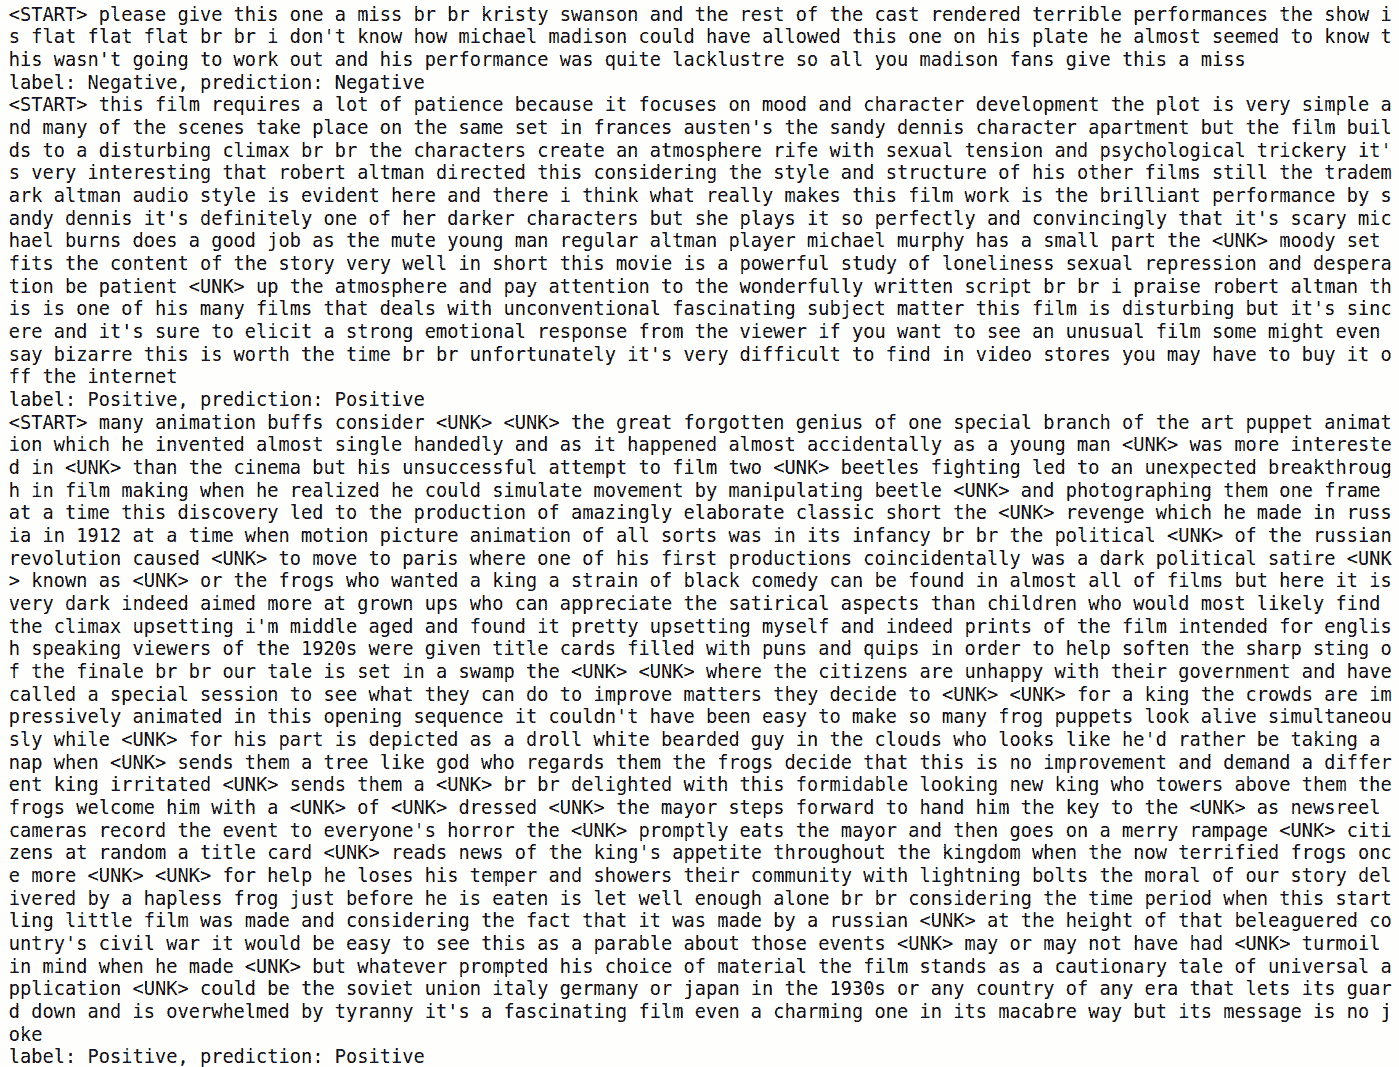 <START> please give this one a miss br br kristy swanson and the rest of the cast rendered terrible performances the show i
s flat flat flat br br i don't know how michael madison could have allowed this one on his plate he almost seemed to know t
his wasn't going to work out and his performance was quite lacklustre so all you madison fans give this a miss
label: Negative, prediction: Negative
<START> this film requires a lot of patience because it focuses on mood and character development the plot is very simple a
nd many of the scenes take place on the same set in frances austen's the sandy dennis character apartment but the film buil
ds to a disturbing climax br br the characters create an atmosphere rife with sexual tension and psychological trickery it'
s very interesting that robert altman directed this considering the style and structure of his other films still the tradem
ark altman audio style is evident here and there i think what really makes this film work is the brilliant performance by s
andy dennis it's definitely one of her darker characters but she plays it so perfectly and convincingly that it's scary mic
hael burns does a good job as the mute young man regular altman player michael murphy has a small part the <UNK> moody set
fits the content of the story very well in short this movie is a powerful study of loneliness sexual repression and despera
tion be patient <UNK> up the atmosphere and pay attention to the wonderfully written script br br i praise robert altman th
is is one of his many films that deals with unconventional fascinating subject matter this film is disturbing but it's sinc
ere and it's sure to elicit a strong emotional response from the viewer if you want to see an unusual film some might even
say bizarre this is worth the time br br unfortunately it's very difficult to find in video stores you may have to buy it o
ff the internet
label: Positive, prediction: Positive
<START> many animation buffs consider <UNK> <UNK> the great forgotten genius of one special branch of the art puppet animat
ion which he invented almost single handedly and as it happened almost accidentally as a young man <UNK> was more intereste
d in <UNK> than the cinema but his unsuccessful attempt to film two <UNK> beetles fighting led to an unexpected breakthroug
h in film making when he realized he could simulate movement by manipulating beetle <UNK> and photographing them one frame
at a time this discovery led to the production of amazingly elaborate classic short the <UNK> revenge which he made in russ
ia in 1912 at a time when motion picture animation of all sorts was in its infancy br br the political <UNK> of the russian
revolution caused <UNK> to move to paris where one of his first productions coincidentally was a dark political satire <UNK
> known as <UNK> or the frogs who wanted a king a strain of black comedy can be found in almost all of films but here it is
very dark indeed aimed more at grown ups who can appreciate the satirical aspects than children who would most likely find
the climax upsetting i'm middle aged and found it pretty upsetting myself and indeed prints of the film intended for englis
h speaking viewers of the 1920s were given title cards filled with puns and quips in order to help soften the sharp sting o
f the finale br br our tale is set in a swamp the <UNK> <UNK> where the citizens are unhappy with their government and have
called a special session to see what they can do to improve matters they decide to <UNK> <UNK> for a king the crowds are im
pressively animated in this opening sequence it couldn't have been easy to make so many frog puppets look alive simultaneou
sly while <UNK> for his part is depicted as a droll white bearded guy in the clouds who looks like he'd rather be taking a
nap when <UNK> sends them a tree like god who regards them the frogs decide that this is no improvement and demand a differ
ent king irritated <UNK> sends them a <UNK> br br delighted with this formidable looking new king who towers above them the
frogs welcome him with a <UNK> of <UNK> dressed <UNK> the mayor steps forward to hand him the key to the <UNK> as newsreel
cameras record the event to everyone's horror the <UNK> promptly eats the mayor and then goes on a merry rampage <UNK> citi
zens at random a title card <UNK> reads news of the king's appetite throughout the kingdom when the now terrified frogs onc
e more <UNK> <UNK> for help he loses his temper and showers their community with lightning bolts the moral of our story del
ivered by a hapless frog just before he is eaten is let well enough alone br br considering the time period when this start
ling little film was made and considering the fact that it was made by a russian <UNK> at the height of that beleaguered co
untry's civil war it would be easy to see this as a parable about those events <UNK> may or may not have had <UNK> turmoil
in mind when he made <UNK> but whatever prompted his choice of material the film stands as a cautionary tale of universal a
pplication <UNK> could be the soviet union italy germany or japan in the 1930s or any country of any era that lets its guar
d down and is overwhelmed by tyranny it's a fascinating film even a charming one in its macabre way but its message is no j
oke
label: Positive, prediction: Positive